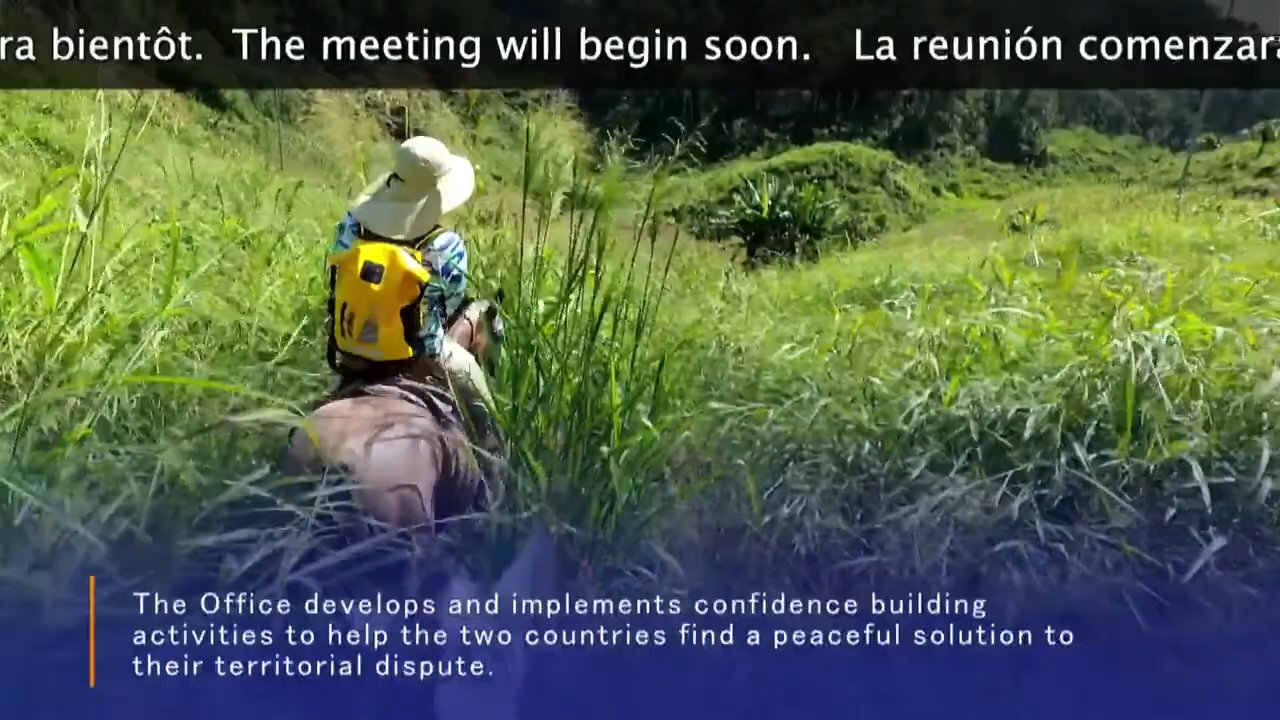 ra bientôt.  The meeting will begin soon.   La reunión comenzará
The Office develops and implements confidence building
activities to help the two countries find a peaceful solution to
their territorial dispute.